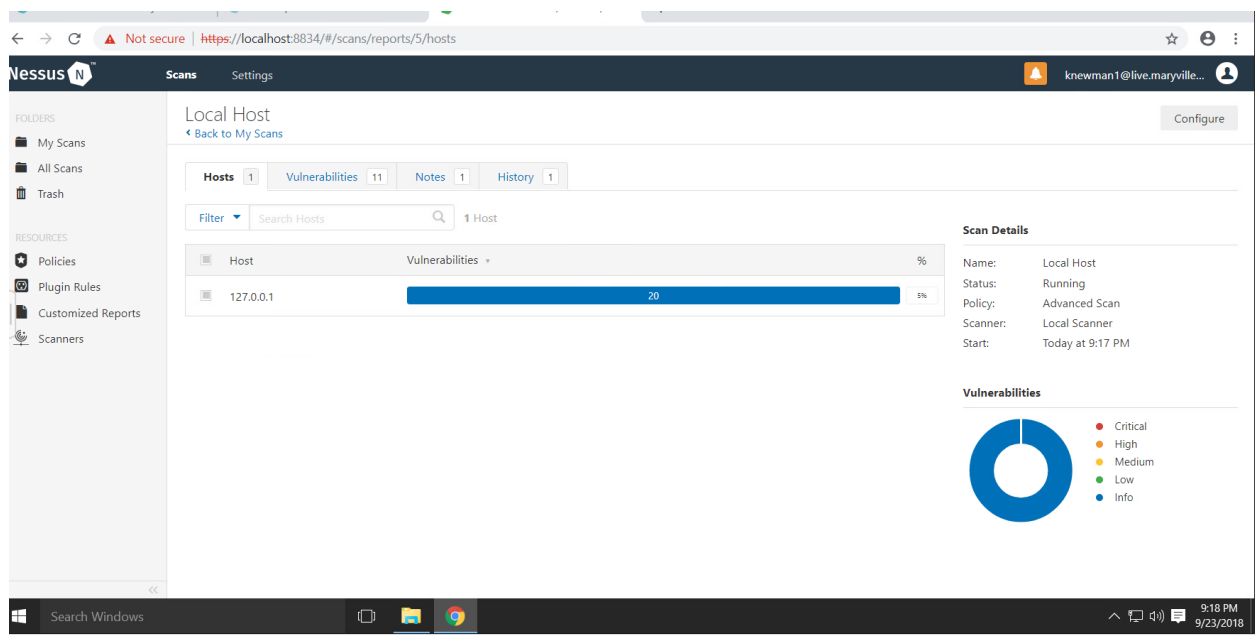 Not secure | https://localhost:8834/#/scans/reports/5/hosts
Nessus N ™ Scans Settings knewman1@live.maryville...
FOLDERS
My Scans
All Scans
Trash
RESOURCES
Policies
Plugin Rules
Customized Reports
Scanners
Local Host
Back to My Scans
Configure
Hosts 1 Vulnerabilities 11 Notes 1 History 1
Filter Search Hosts 1 Host
Host Vulnerabilities %
127.0.0.1 20 5%
Scan Details
Name: Local Host
Status: Running
Policy: Advanced Scan
Scanner: Local Scanner
Start: Today at 9:17 PM
Vulnerabilities
Critical
High
Medium
Low
Info
Search Windows
9:18 PM
9/23/2018